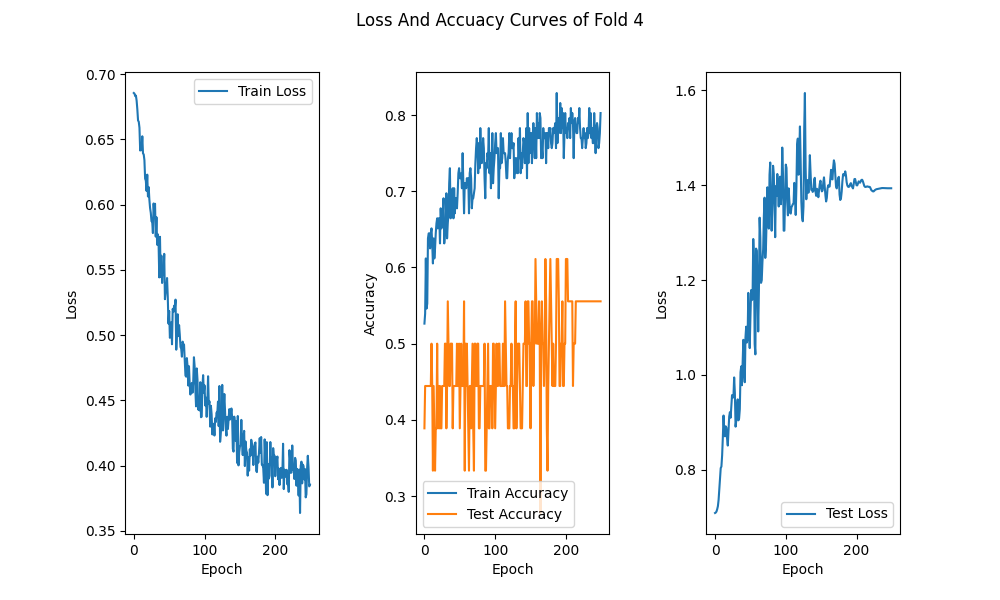 Loss And Accuacy Curves of Fold 4
0.70
0.65
0.60
0.55
0.50
0.45
0.40
0.35
Loss
0
100
200
Epoch
Train Loss
0.8
0.7
0.6
0.5
0.4
0.3
Accuracy
0
100
200
Epoch
Train Accuracy
Test Accuracy
1.6
1.4
1.2
1.0
0.8
Loss
0
100
200
Epoch
Test Loss